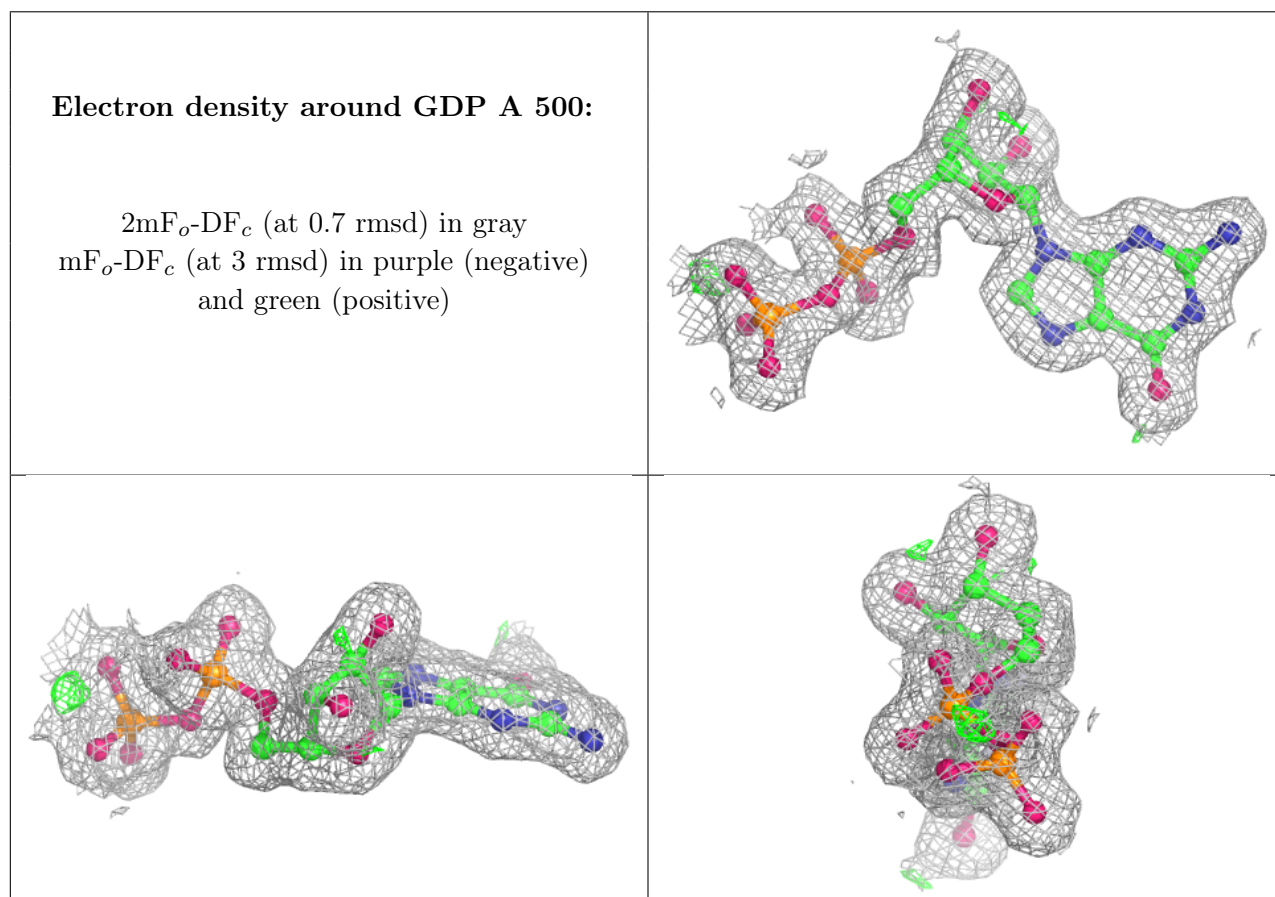 Electron density around GDP A 500:
2mFₒ-DF𝒸 (at 0.7 rmsd) in gray
mFₒ-DF𝒸 (at 3 rmsd) in purple (negative)
and green (positive)